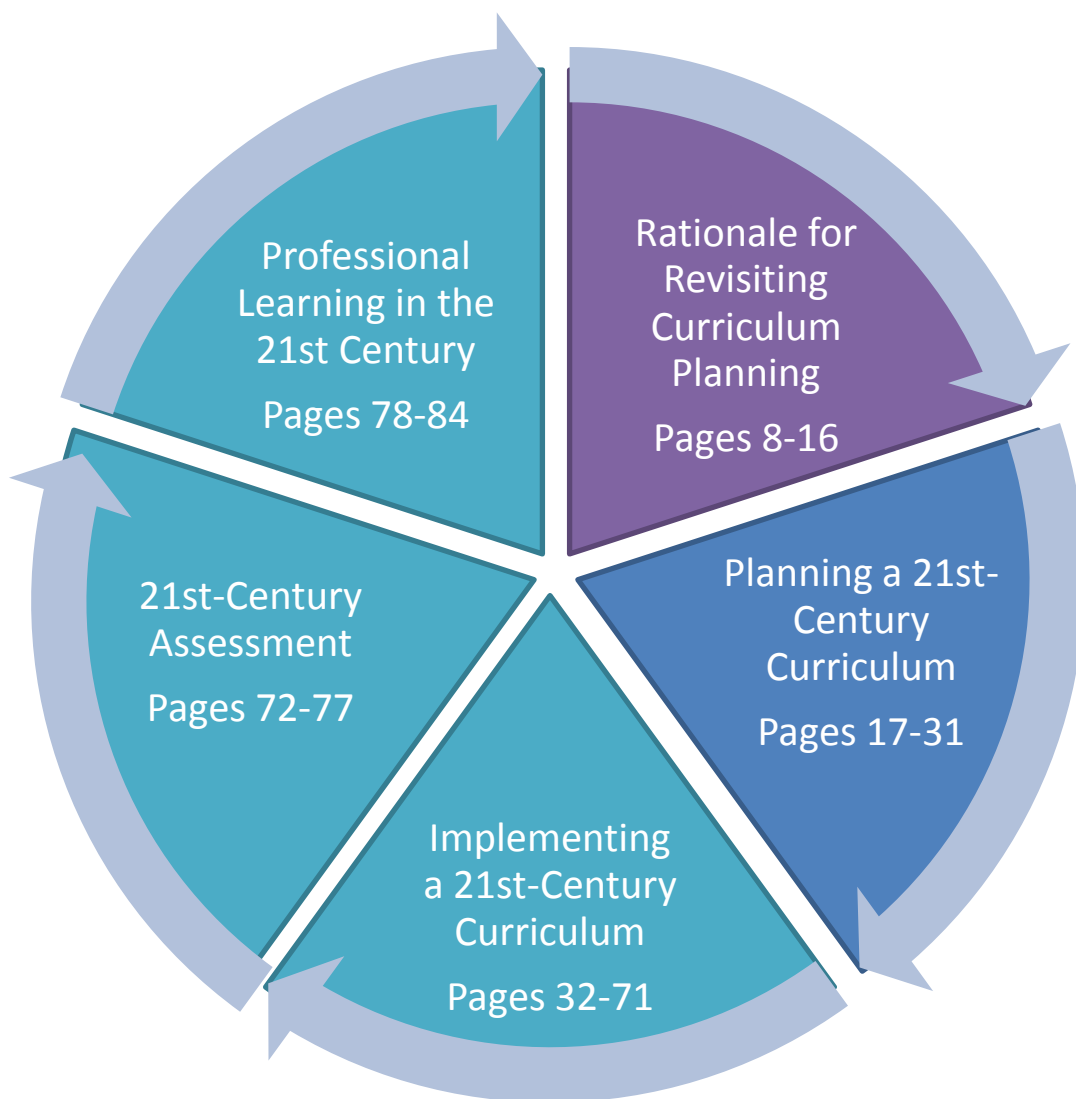 Rationale for
Revisiting
Curriculum
Planning
Pages 8-16
Planning a 21st-
Century
Curriculum
Pages 17-31
Implementing
a 21st-Century
Curriculum
Pages 32-71
21st-Century
Assessment
Pages 72-77
Professional
Learning in the
21st Century
Pages 78-84